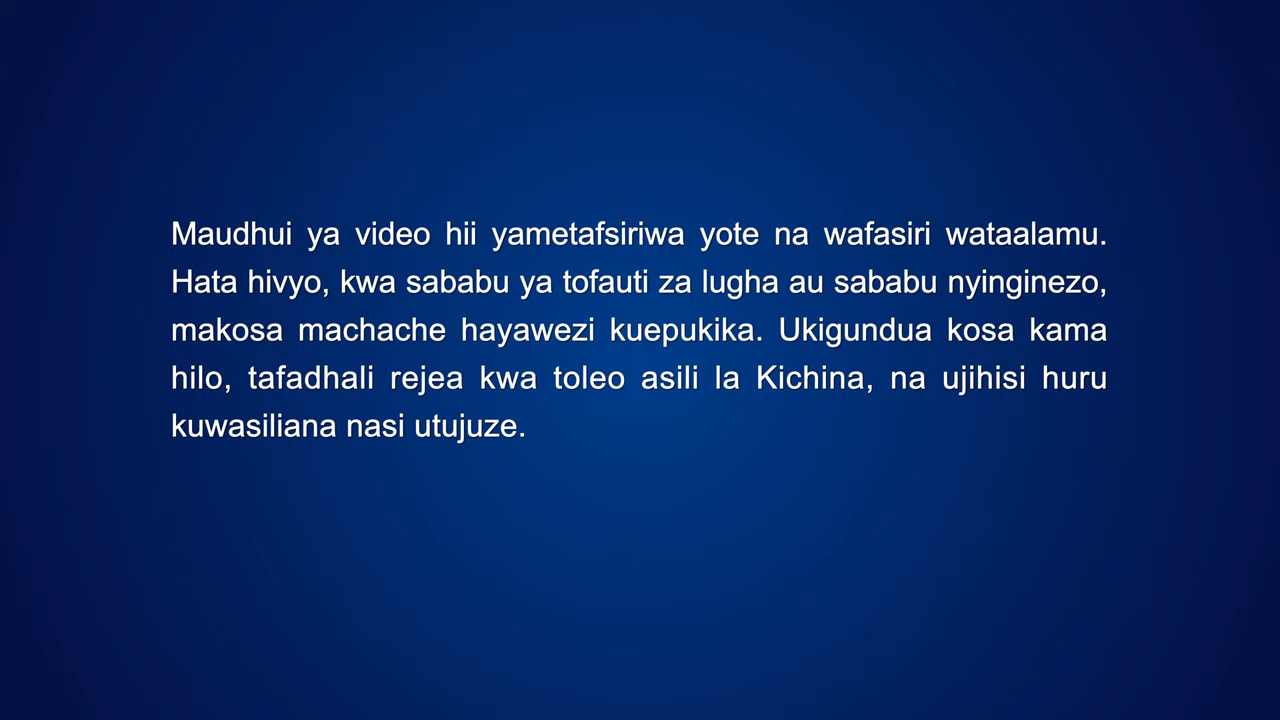 Maudhui ya video hii yametafsiriwa yote na wafasiri wataalamu.
Hata hivyo, kwa sababu ya tofauti za lugha au sababu nyinginezo,
makosa machache hayawezi kuepukika. Ukigundua kosa kama
hilo, tafadhali rejea kwa toleo asili la Kichina, na ujihisi huru
kuwasiliana nasi utujuze.